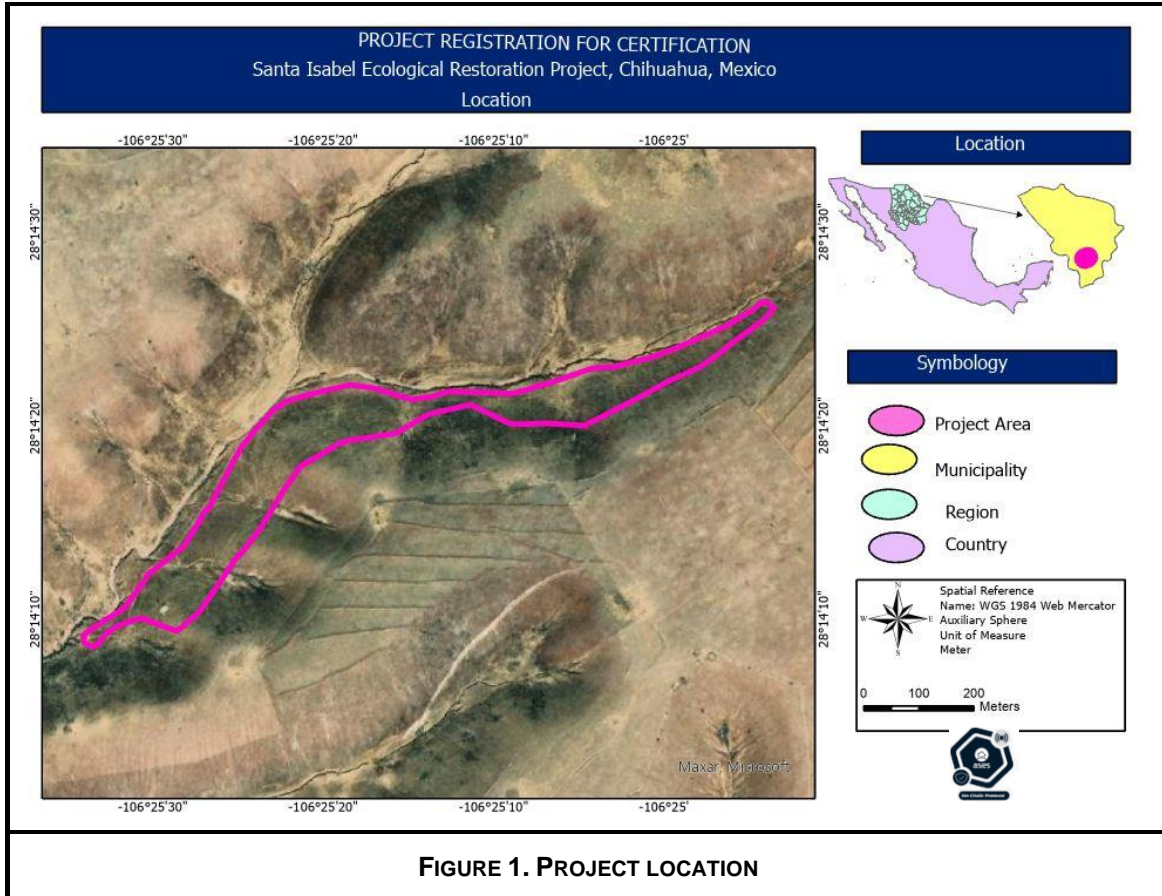 PROJECT REGISTRATION FOR CERTIFICATION
Santa Isabel Ecological Restoration Project, Chihuahua, Mexico
Location
-106°25'30"
-106°25'20"
-106°25'10"
-106°25'
28°14'30"
28°14'20"
28°14'10"
28°14'30"
28°14'20"
28°14'10"
Maxar, Microsoft
-106°25'30"
-106°25'20"
-106°25'10"
-106°25'
Location
Symbology
Project Area
Municipality
Region
Country
N
W
E
S
Spatial Reference
Name: WGS 1984 Web Mercator
Auxiliary Sphere
Unit of Measure
Meter
0 100 200
Meters
ases
On-Chain Protocol
FIGURE 1. PROJECT LOCATION